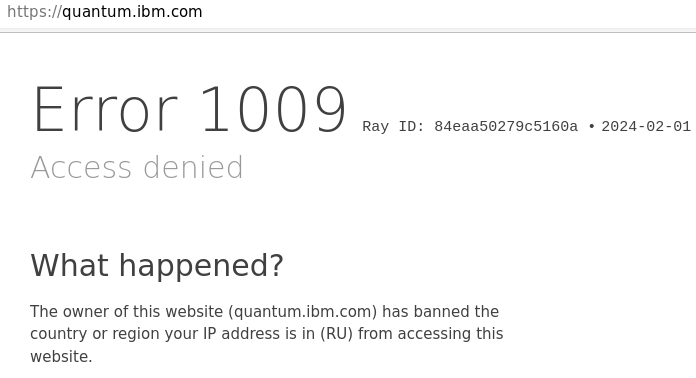 https://quantum.ibm.com
Error 1009 Ray ID: 84eaa50279c5160a • 2024-02-01
Access denied
What happened?
The owner of this website (quantum.ibm.com) has banned the
country or region your IP address is in (RU) from accessing this
website.